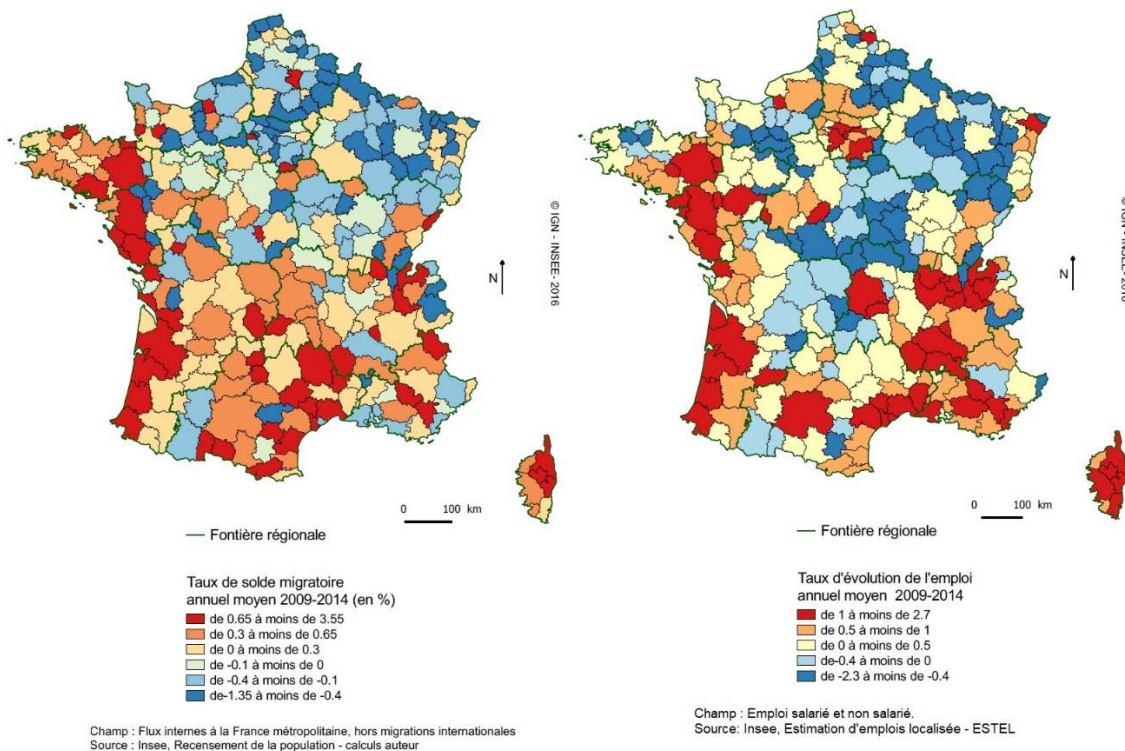 © IGN - INSEE- 2016
N
0 100 km
— Fontière régionale
Taux de solde migratoire
annuel moyen 2009-2014 (en %)
de 0.65 à moins de 3.55
de 0.3 à moins de 0.65
de 0 à moins de 0.3
de -0.1 à moins de 0
de -0.4 à moins de -0.1
de-1.35 à moins de -0.4
Champ : Flux internes à la France métropolitaine, hors migrations internationales
Source : Insee, Recensement de la population - calculs auteur
© IGN - INSEE- 2016
N
0 100 km
— Fontière régionale
Taux d'évolution de l'emploi
annuel moyen 2009-2014
de 1 à moins de 2.7
de 0.5 à moins de 1
de 0 à moins de 0.5
de-0.4 à moins de 0
de -2.3 à moins de -0.4
Champ : Emploi salarié et non salarié.
Source: Insee, Estimation d'emplois localisée - ESTEL